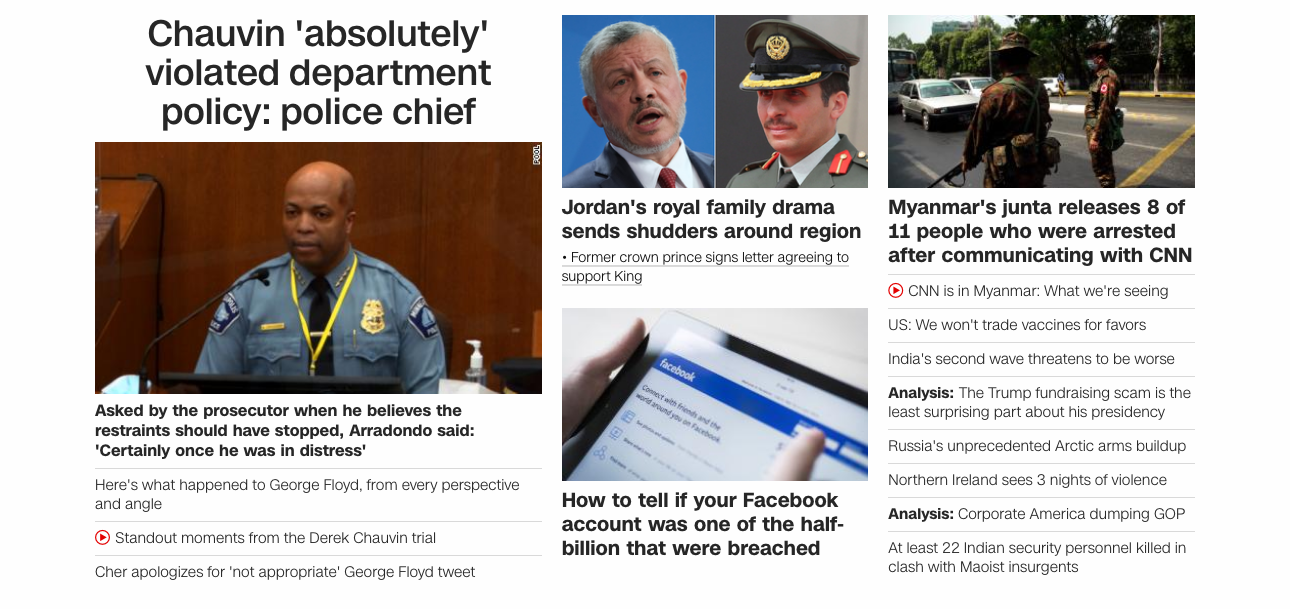 Chauvin 'absolutely'
violated department
policy: police chief
POOL
Asked by the prosecutor when he believes the
restraints should have stopped, Arradondo said:
'Certainly once he was in distress'
Here's what happened to George Floyd, from every perspective
and angle
Standout moments from the Derek Chauvin trial
Cher apologizes for 'not appropriate' George Floyd tweet
Jordan's royal family drama
sends shudders around region
• Former crown prince signs letter agreeing to
support King
facebook
Connect with friends and the
world around you on Facebook.
How to tell if your Facebook
account was one of the half-
billion that were breached
Myanmar's junta releases 8 of
11 people who were arrested
after communicating with CNN
CNN is in Myanmar: What we're seeing
US: We won't trade vaccines for favors
India's second wave threatens to be worse
Analysis: The Trump fundraising scam is the
least surprising part about his presidency
Russia's unprecedented Arctic arms buildup
Northern Ireland sees 3 nights of violence
Analysis: Corporate America dumping GOP
At least 22 Indian security personnel killed in
clash with Maoist insurgents